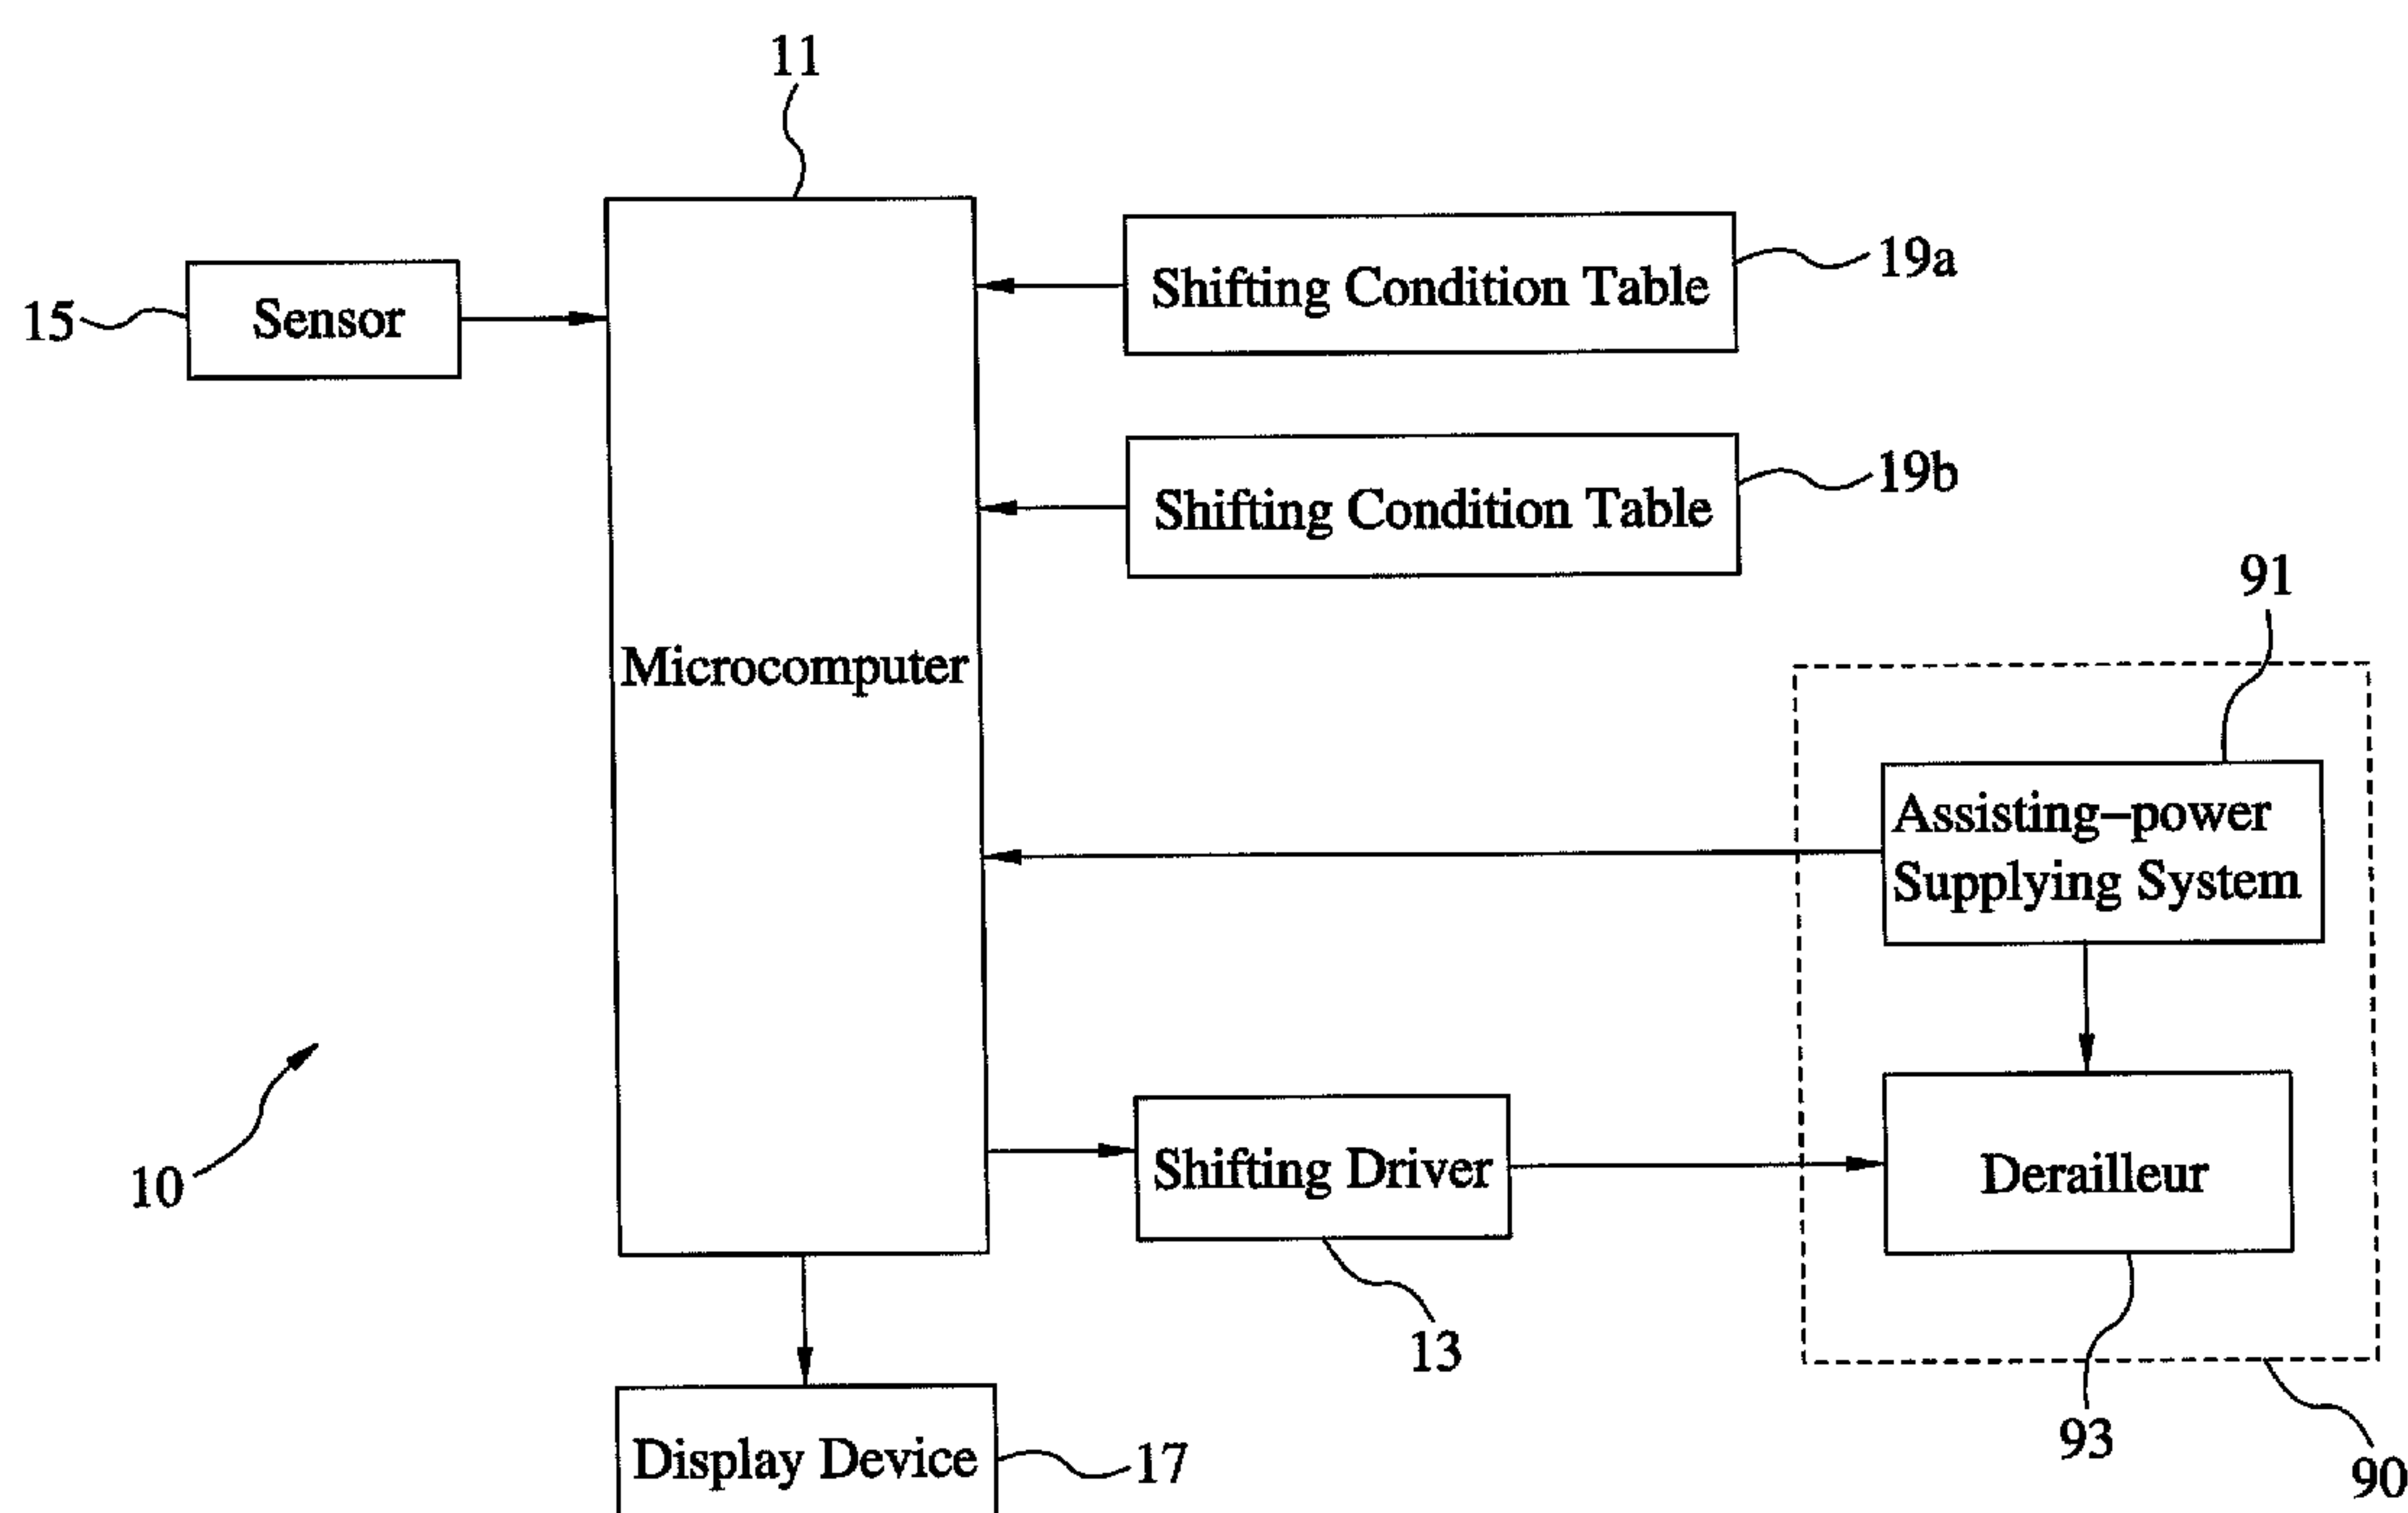 11
Sensor
15
Shifting Condition Table
19a
Shifting Condition Table
19b
Microcomputer
91
Assisting-power
Supplying System
10
Shifting Driver
13
Derailleur
93
90
Display Device
17